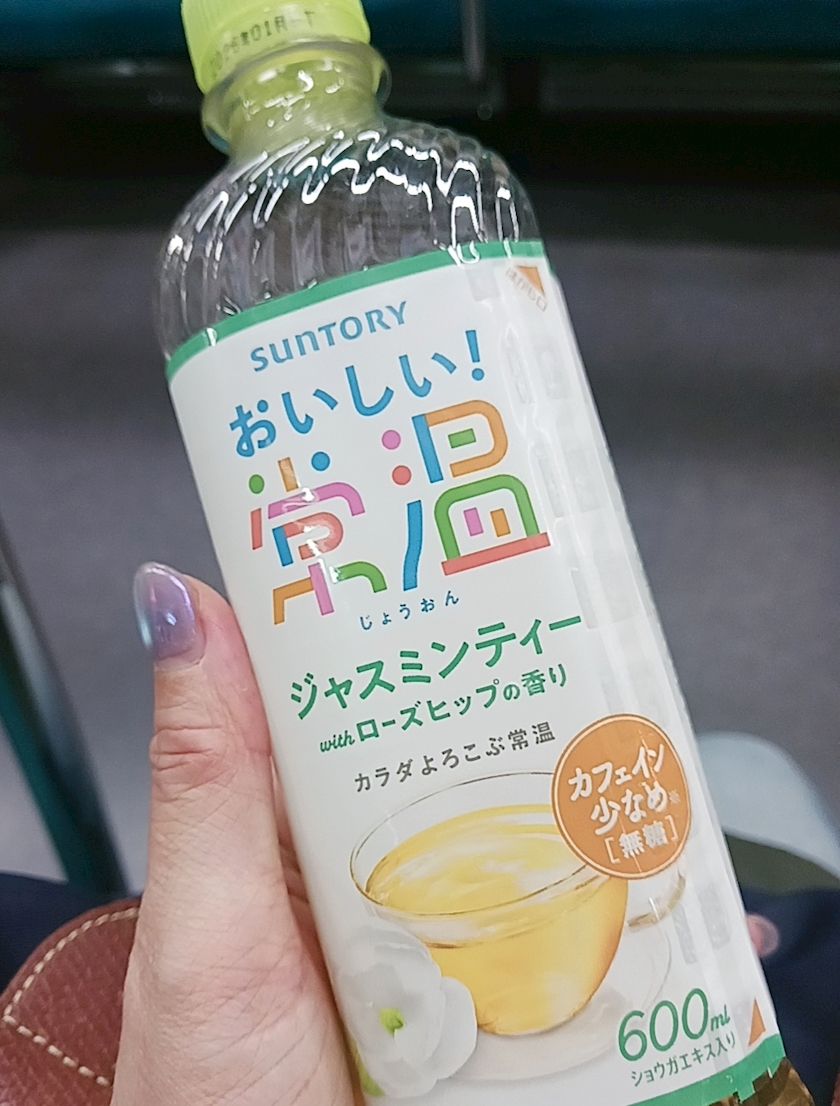 SUNTORY
おいしい!
常温
じょうおん
ジャスミンティー
withローズヒップの香り
カラダよろこぶ常温
カフェイン
少なめ※
[無糖]
600ml
ショウガエキス入り